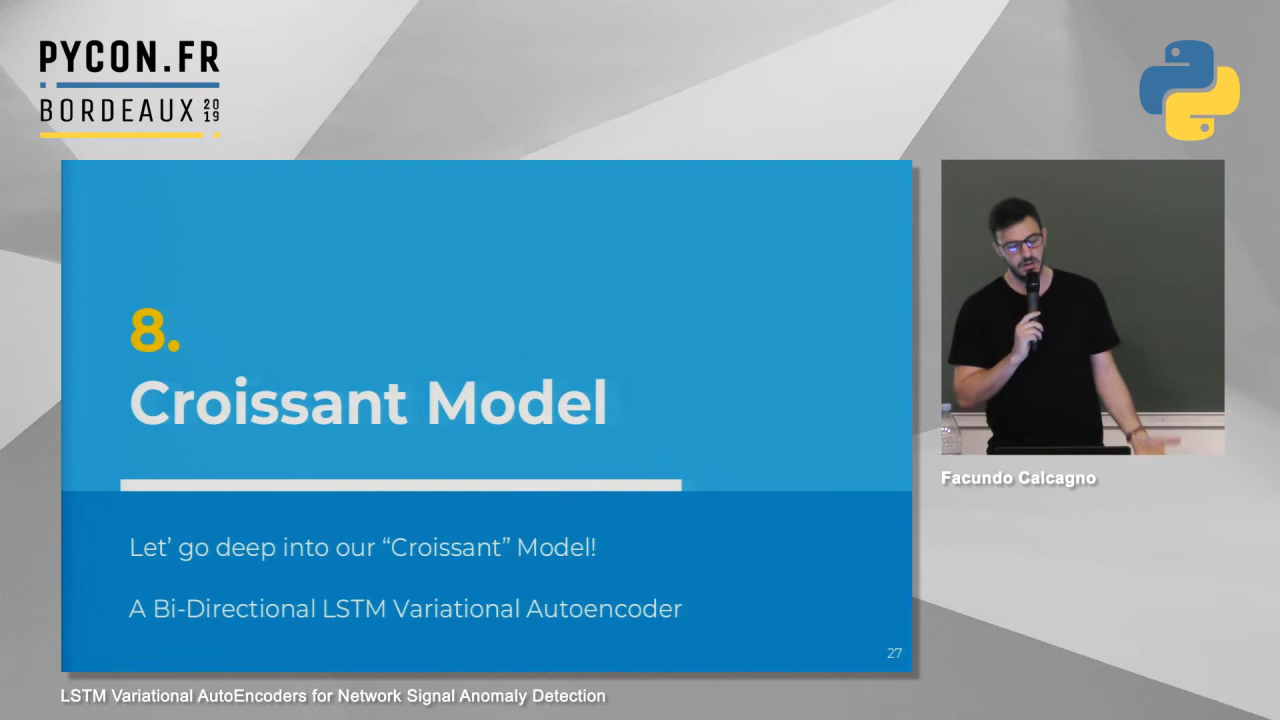 PYCON.FR
BORDEAUX 2019
8.
Croissant Model
Let’ go deep into our “Croissant” Model!
A Bi-Directional LSTM Variational Autoencoder
27
Facundo Calcagno
LSTM Variational AutoEncoders for Network Signal Anomaly Detection